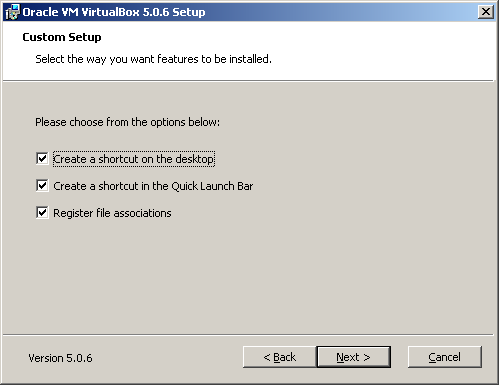 Oracle VM VirtualBox 5.0.6 Setup
Custom Setup
Select the way you want features to be installed.
Please choose from the options below:
Create a shortcut on the desktop
Create a shortcut in the Quick Launch Bar
Register file associations
Version 5.0.6
< Back
Next >
Cancel